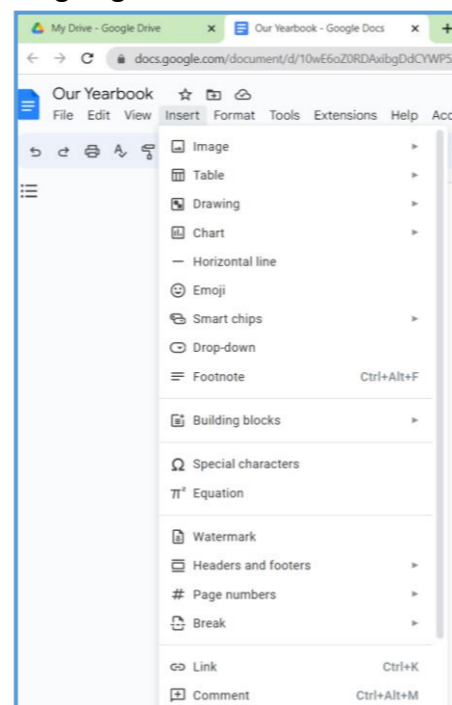 My Drive - Google Drive
Our Yearbook - Google Docs
docs.google.com/document/d/10wE6oZ0RDAxibgDdCYWP5
Our Yearbook
File Edit View Insert Format Tools Extensions Help Acc
Image
Table
Drawing
Chart
Horizontal line
Emoji
Smart chips
Drop-down
Footnote Ctrl+Alt+F
Building blocks
Ω Special characters
π² Equation
Watermark
Headers and footers
# Page numbers
Break
Link Ctrl+K
Comment Ctrl+Alt+M